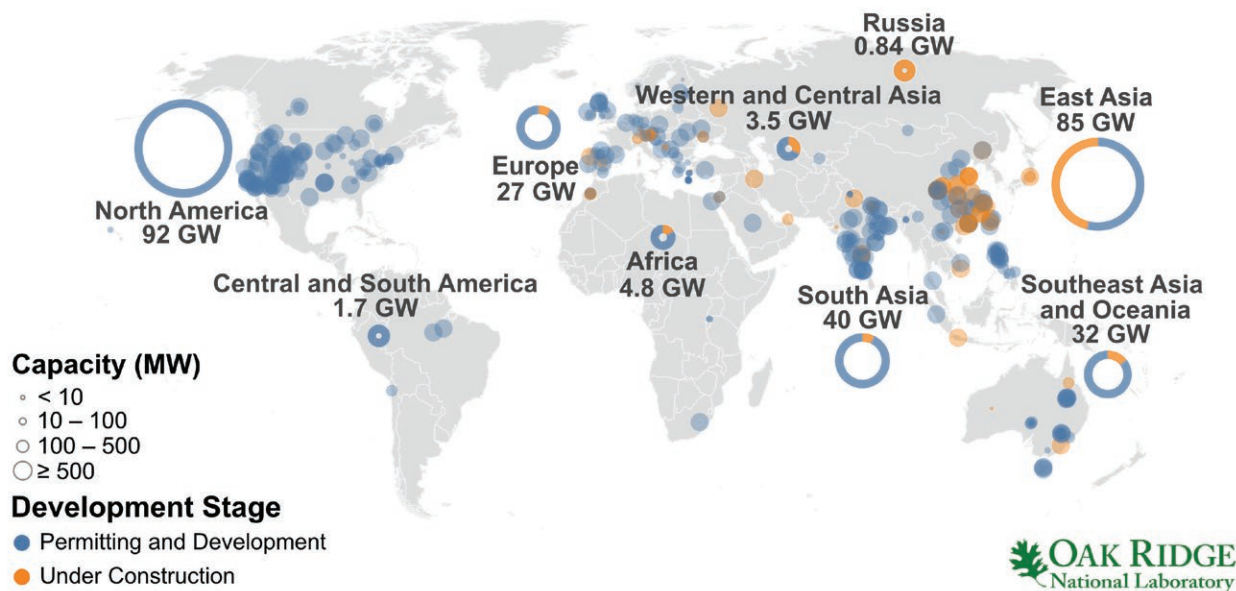 Russia
0.84 GW
Western and Central Asia
3.5 GW
East Asia
85 GW
Europe
27 GW
North America
92 GW
Africa
4.8 GW
Central and South America
1.7 GW
South Asia
40 GW
Southeast Asia
and Oceania
32 GW
Capacity (MW)
< 10
10 – 100
100 – 500
≥ 500
Development Stage
Permitting and Development
Under Construction
OAK RIDGE
National Laboratory